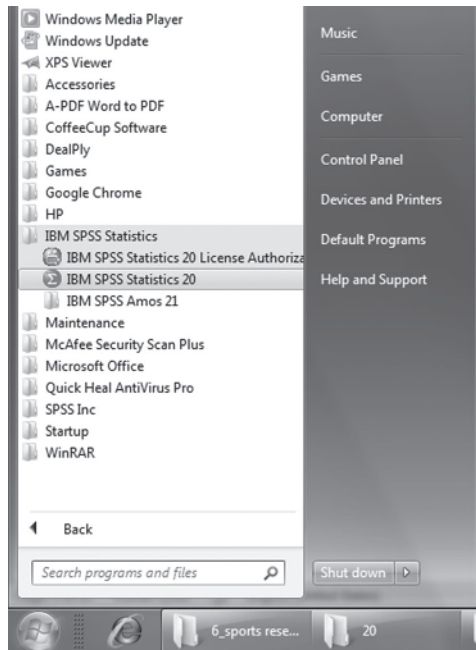 Windows Media Player
Windows Update
XPS Viewer
Accessories
A-PDF Word to PDF
CoffeeCup Software
DealPly
Games
Google Chrome
HP
IBM SPSS Statistics
IBM SPSS Statistics 20 License Authoriza
IBM SPSS Statistics 20
IBM SPSS Amos 21
Maintenance
McAfee Security Scan Plus
Microsoft Office
Quick Heal AntiVirus Pro
SPSS Inc
Startup
WinRAR
Back
Search programs and files
Music
Games
Computer
Control Panel
Devices and Printers
Default Programs
Help and Support
Shut down
6_sports rese...
20